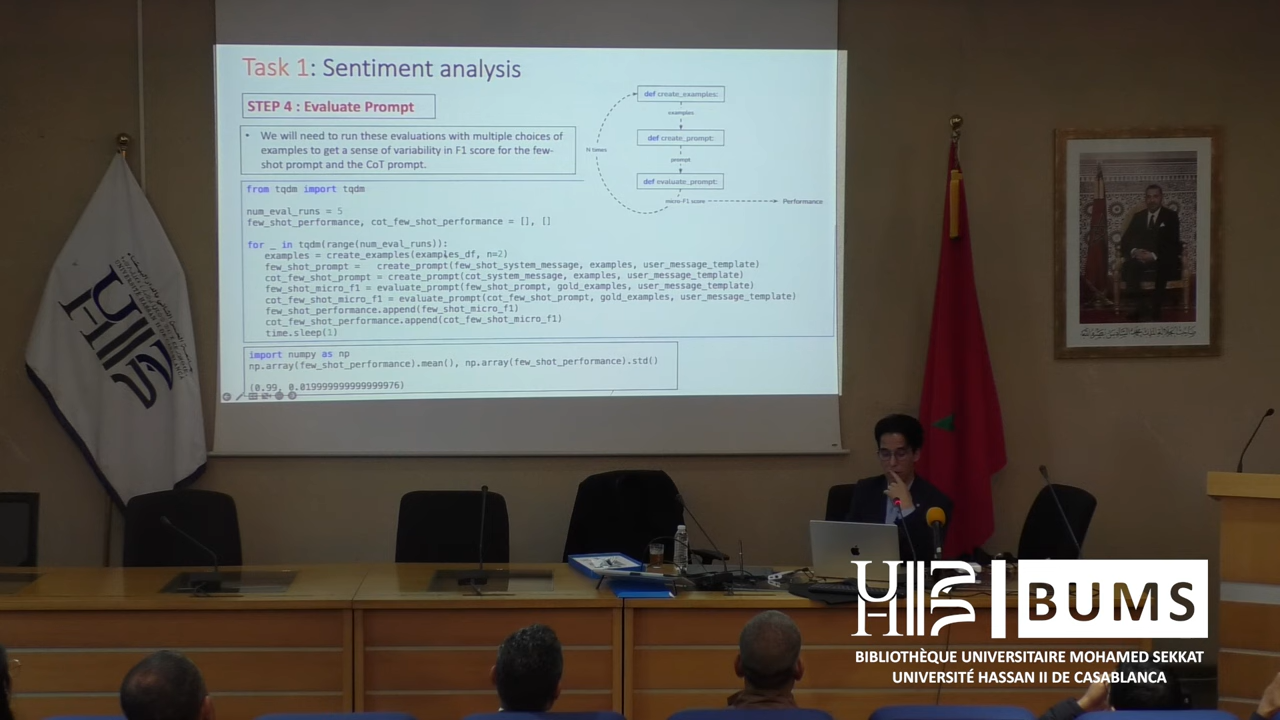 Task 1: Sentiment analysis
STEP 4 : Evaluate Prompt
• We will need to run these evaluations with multiple choices of
examples to get a sense of variability in F1 score for the few-
shot prompt and the CoT prompt.
def create_examples:
examples
def create_prompt:
N times
prompt
def evaluate_prompt:
micro-F1 score
Performance
from tqdm import tqdm
num_eval_runs = 5
few_shot_performance, cot_few_shot_performance = [], []
for _ in tqdm(range(num_eval_runs)):
examples = create_examples(examples_df, n=2)
few_shot_prompt = create_prompt(few_shot_system_message, examples, user_message_template)
cot_few_shot_prompt = create_prompt(cot_system_message, examples, user_message_template)
few_shot_micro_f1 = evaluate_prompt(few_shot_prompt, gold_examples, user_message_template)
cot_few_shot_micro_f1 = evaluate_prompt(cot_few_shot_prompt, gold_examples, user_message_template)
few_shot_performance.append(few_shot_micro_f1)
cot_few_shot_performance.append(cot_few_shot_micro_f1)
time.sleep(1)
import numpy as np
np.array(few_shot_performance).mean(), np.array(few_shot_performance).std()
(0.99, 0.019999999999999976)
UH2C
BUMS
BIBLIOTHÈQUE UNIVERSITAIRE MOHAMED SEKKAT
UNIVERSITÉ HASSAN II DE CASABLANCA